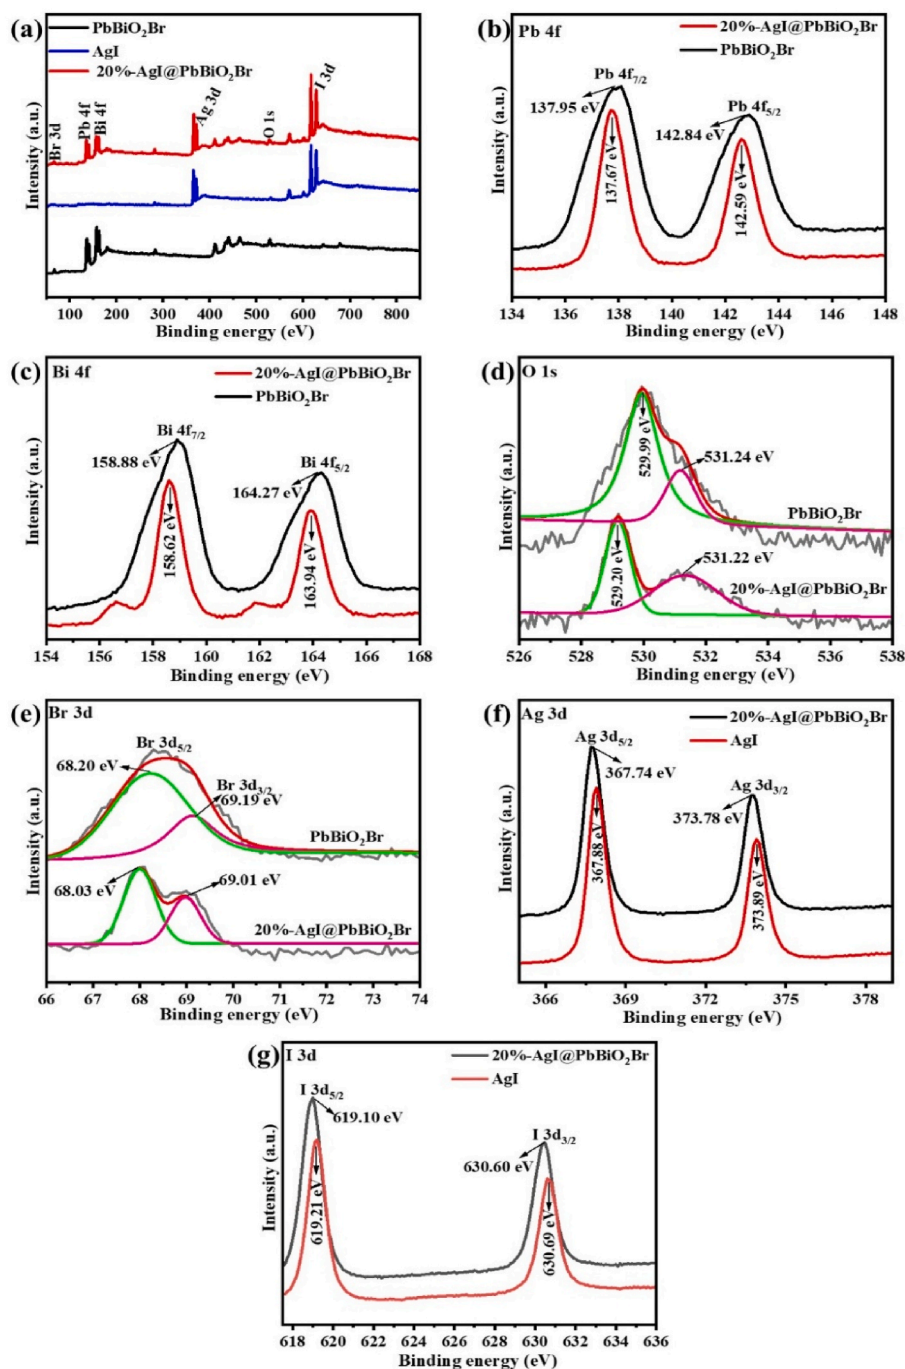 (a)
PbBiO₂Br
AgI
20%-AgI@PbBiO₂Br
Br 3d
Pb 4f
Bi 4f
Ag 3d
O 1s
I 3d
Intensity (a.u.)
100 200 300 400 500 600 700 800
Binding energy (eV)
(b)
Pb 4f
20%-AgI@PbBiO₂Br
PbBiO₂Br
Pb 4f₇/₂
137.95 eV
Pb 4f₅/₂
142.84 eV
137.67 eV
142.59 eV
Intensity (a.u.)
134 136 138 140 142 144 146 148
Binding energy (eV)
(c)
Bi 4f
20%-AgI@PbBiO₂Br
PbBiO₂Br
Bi 4f₇/₂
158.88 eV
Bi 4f₅/₂
164.27 eV
158.62 eV
163.94 eV
Intensity (a.u.)
154 156 158 160 162 164 166 168
Binding energy (eV)
(d)
O 1s
529.99 eV
531.24 eV
PbBiO₂Br
529.20 eV
531.22 eV
20%-AgI@PbBiO₂Br
Intensity (a.u.)
526 528 530 532 534 536 538
Binding energy (eV)
(e)
Br 3d
Br 3d₅/₂
68.20 eV
Br 3d₃/₂
69.19 eV
PbBiO₂Br
68.03 eV
69.01 eV
20%-AgI@PbBiO₂Br
Intensity (a.u.)
66 67 68 69 70 71 72 73 74
Binding energy (eV)
(f)
Ag 3d
20%-AgI@PbBiO₂Br
AgI
Ag 3d₅/₂
367.74 eV
Ag 3d₃/₂
373.78 eV
367.88 eV
373.89 eV
Intensity (a.u.)
366 369 372 375 378
Binding energy (eV)
(g)
I 3d
20%-AgI@PbBiO₂Br
AgI
I 3d₅/₂
619.10 eV
I 3d₃/₂
630.60 eV
619.21 eV
630.69 eV
Intensity (a.u.)
618 620 622 624 626 628 630 632 634 636
Binding energy (eV)